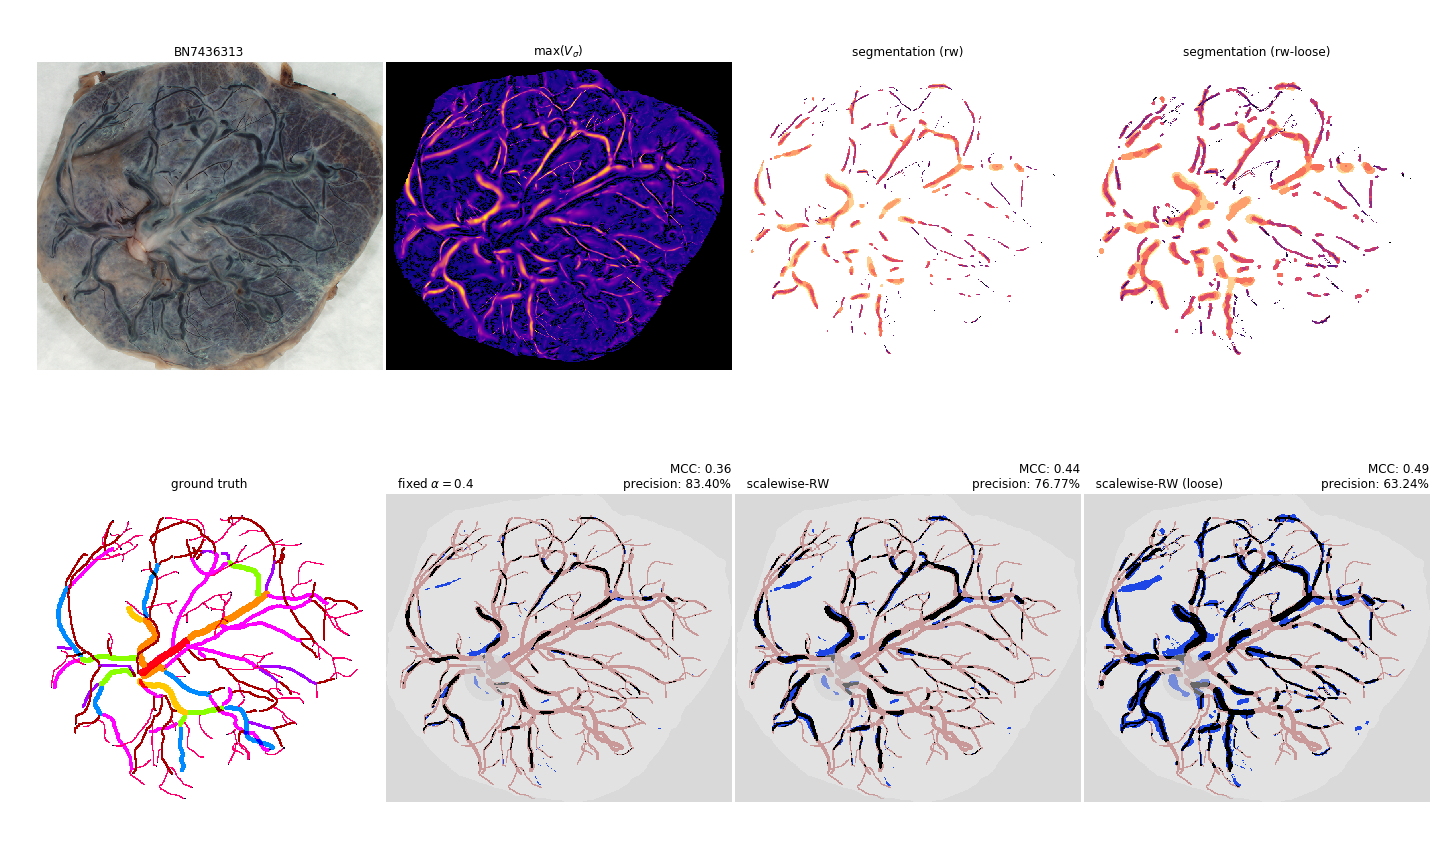 BN7436313
max(V_σ)
segmentation (rw)
segmentation (rw-loose)
ground truth
fixed α = 0.4
MCC: 0.36
precision: 83.40%
scalewise-RW
MCC: 0.44
precision: 76.77%
scalewise-RW (loose)
MCC: 0.49
precision: 63.24%